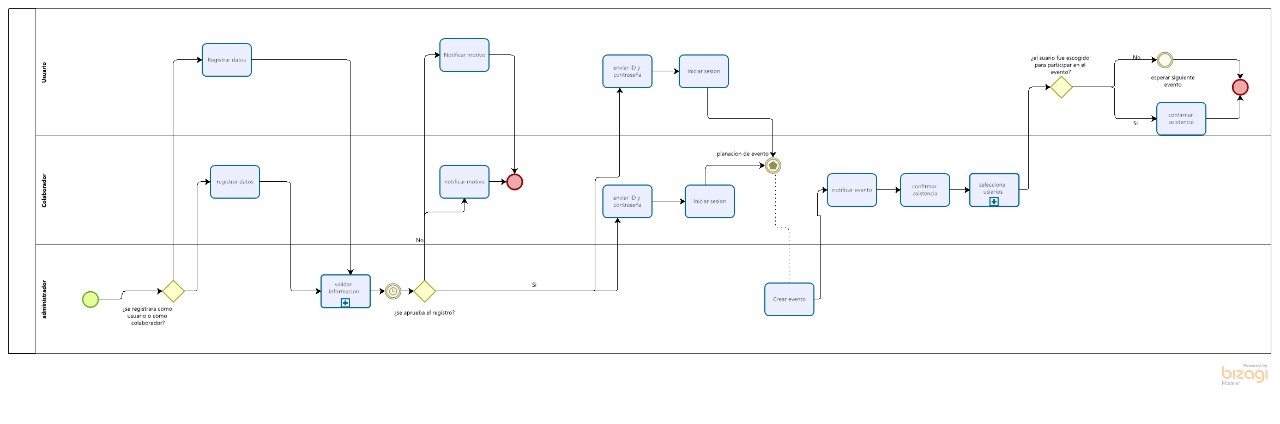 Usuario
Registrar datos
Notificar motivo
enviar ID y
contraseña
Iniciar sesion
¿el suario fue escogido
para participar en el
evento?
No
esperar siguiente
evento
Si
confirmar
asistencia
Colaborador
registrar datos
notificar motivo
No
enviar ID y
contraseña
Iniciar sesion
planacion de evento
notificar evento
confirmar
asistencia
selecciona
usiarios
administrador
¿se registrara como
usuario o como
colaborador?
validar
informacion
¿se aprueba el registro?
Si
Crear evento
Powered by
bizagi
Modeler